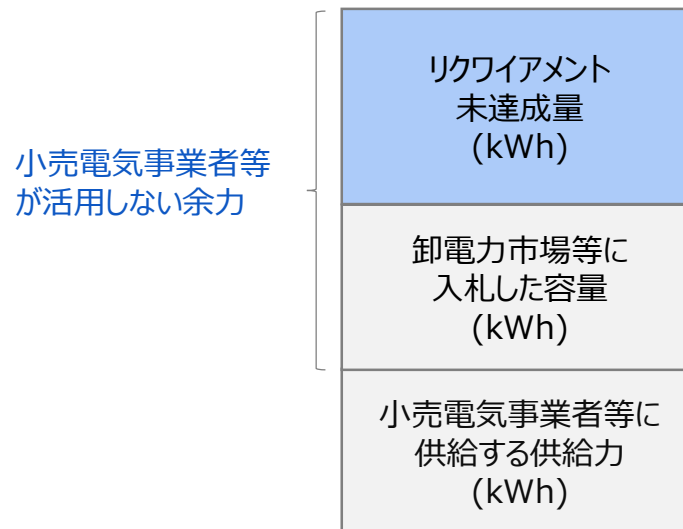 リクワイアメント
未達成量
(kWh)
小売電気事業者等
が活用しない余力
卸電力市場等に
入札した容量
(kWh)
小売電気事業者等に
供給する供給力
(kWh)